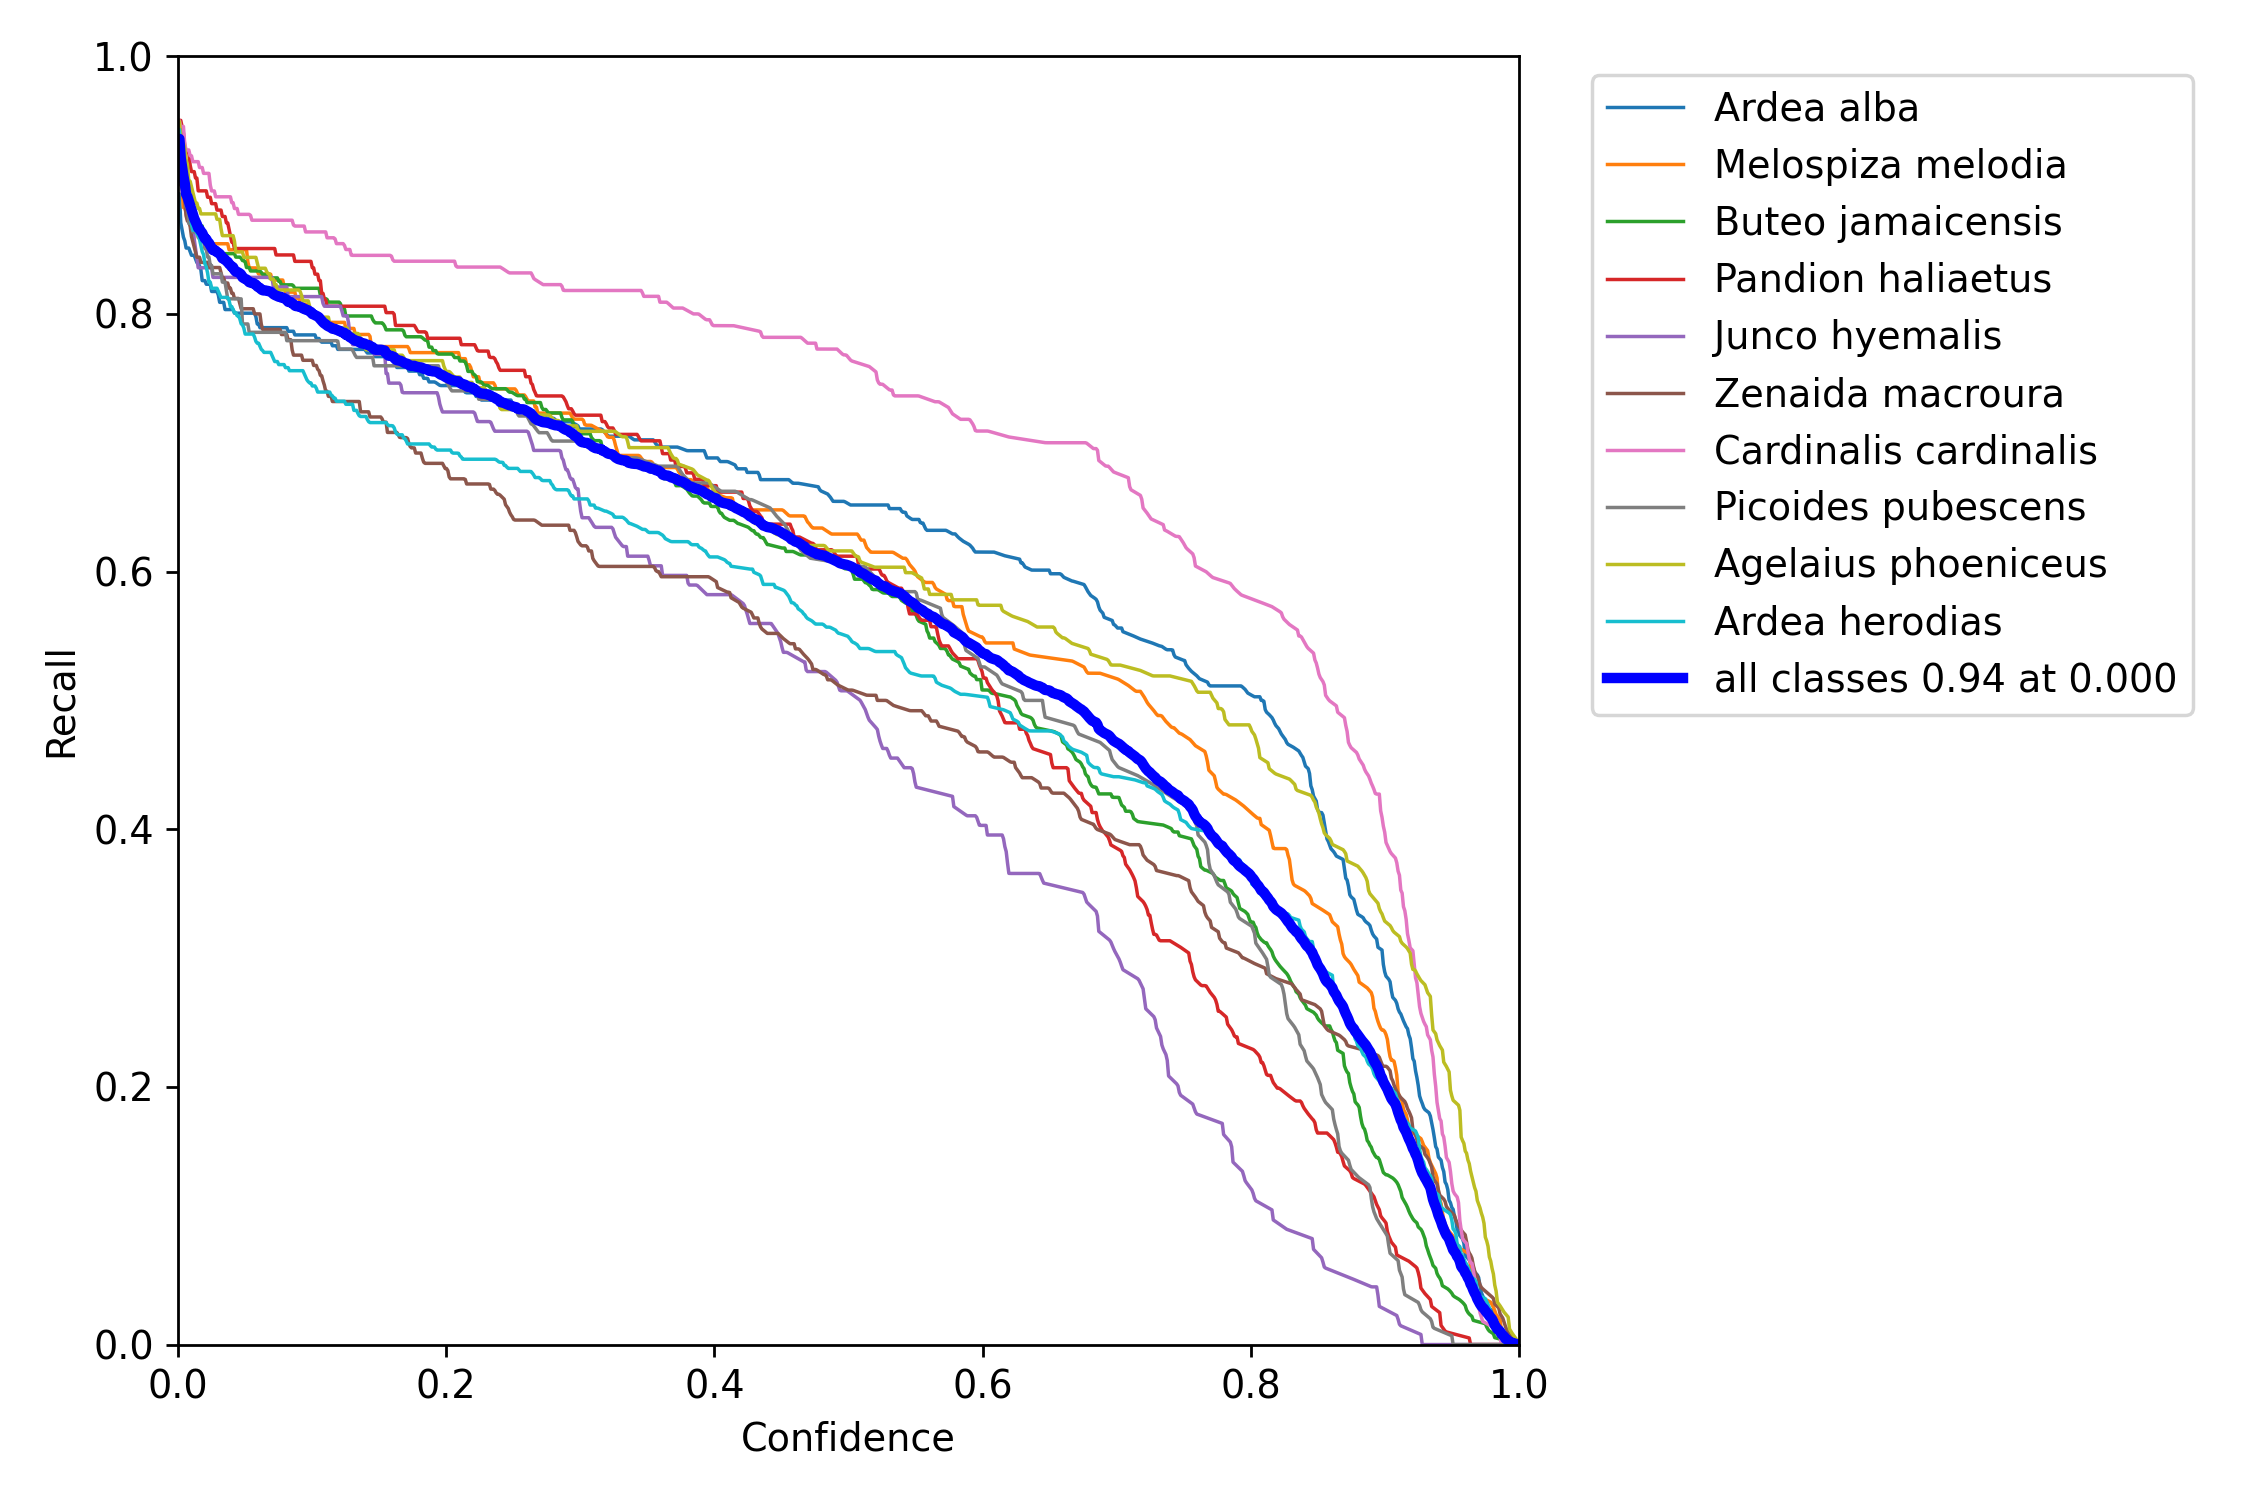 1.0
0.8
0.6
0.4
0.2
0.0
Recall
0.0 0.2 0.4 0.6 0.8 1.0
Confidence
Ardea alba
Melospiza melodia
Buteo jamaicensis
Pandion haliaetus
Junco hyemalis
Zenaida macroura
Cardinalis cardinalis
Picoides pubescens
Agelaius phoeniceus
Ardea herodias
all classes 0.94 at 0.000